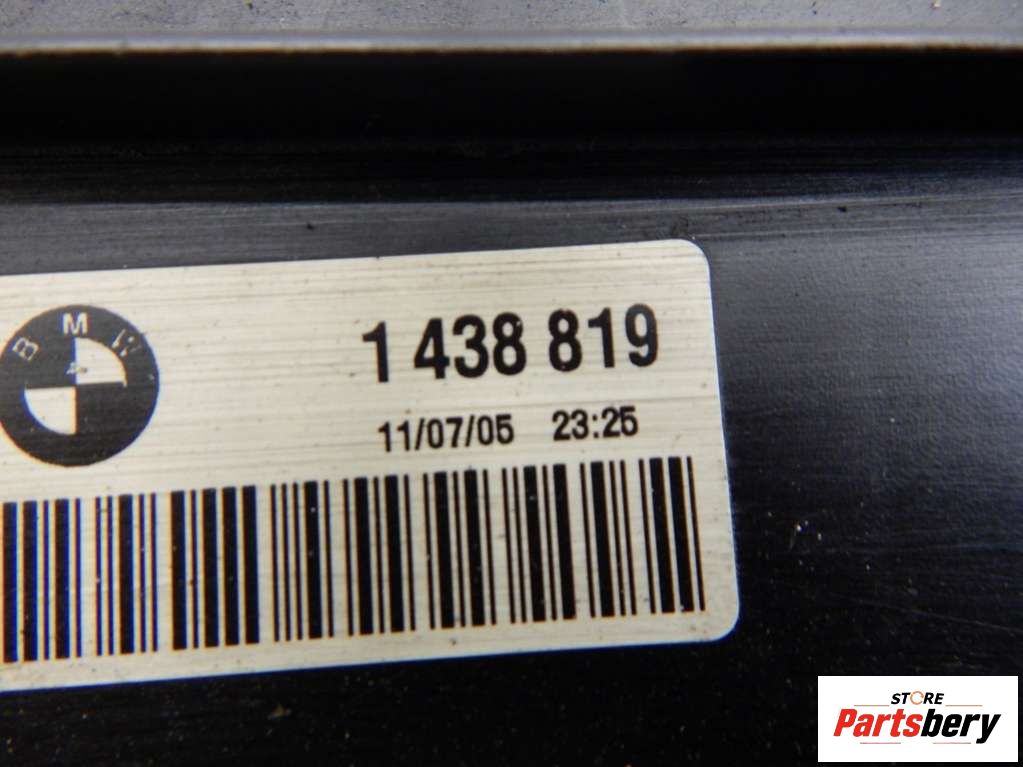 BMW
1 438 819
11/07/05 23:25
STORE
Partsbery